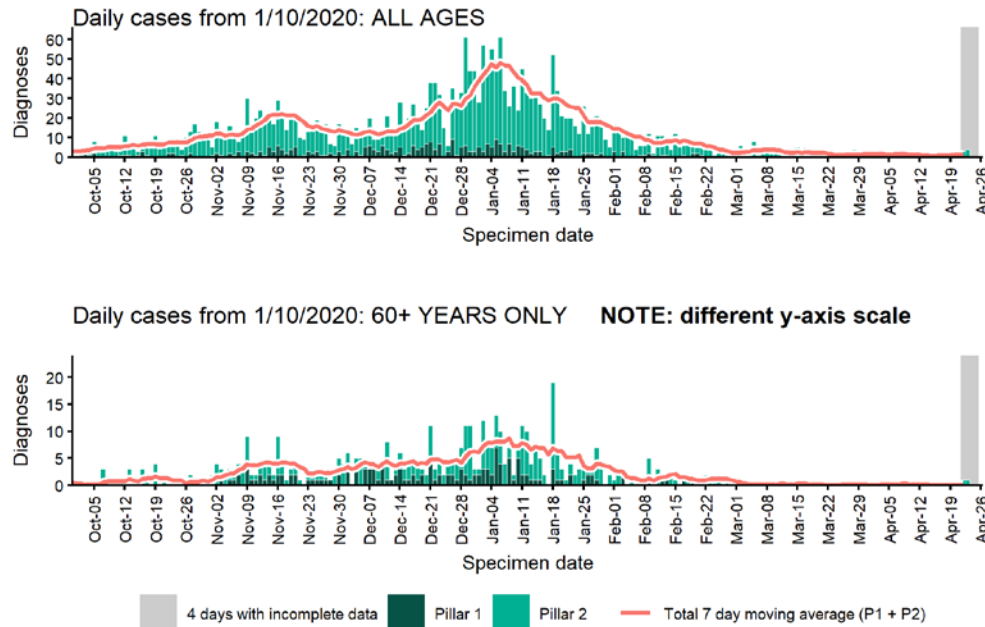 Daily cases from 1/10/2020: ALL AGES
Diagnoses
60
50
40
30
20
10
0
Oct-05 Oct-12 Oct-19 Oct-26 Nov-02 Nov-09 Nov-16 Nov-23 Nov-30 Dec-07 Dec-14 Dec-21 Dec-28 Jan-04 Jan-11 Jan-18 Jan-25 Feb-01 Feb-08 Feb-15 Feb-22 Mar-01 Mar-08 Mar-15 Mar-22 Mar-29 Apr-05 Apr-12 Apr-19 Apr-26
Specimen date
Daily cases from 1/10/2020: 60+ YEARS ONLY NOTE: different y-axis scale
Diagnoses
20
15
10
5
0
Oct-05 Oct-12 Oct-19 Oct-26 Nov-02 Nov-09 Nov-16 Nov-23 Nov-30 Dec-07 Dec-14 Dec-21 Dec-28 Jan-04 Jan-11 Jan-18 Jan-25 Feb-01 Feb-08 Feb-15 Feb-22 Mar-01 Mar-08 Mar-15 Mar-22 Mar-29 Apr-05 Apr-12 Apr-19 Apr-26
Specimen date
4 days with incomplete data Pillar 1 Pillar 2 Total 7 day moving average (P1 + P2)